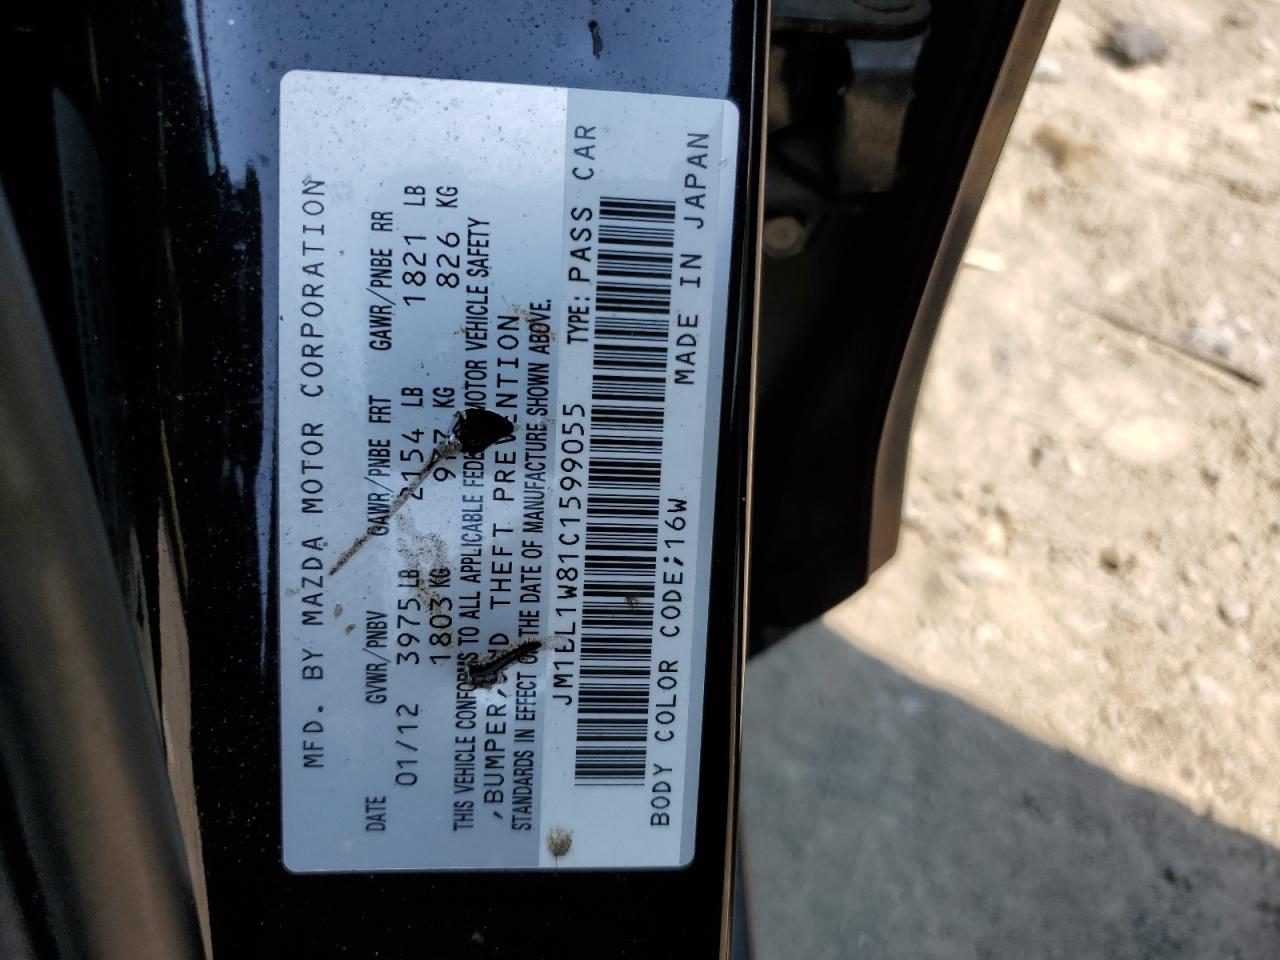 MFD. BY MAZDA MOTOR CORPORATION
DATE GVWR/PNBV GAWR/PNBE FRT GAWR/PNBE RR
01/12 3975 LB 2154 LB 1821 LB
1803 KG 977 KG 826 KG
THIS VEHICLE CONFORMS TO ALL APPLICABLE MOTOR VEHICLE SAFETY
,BUMPER, THEFT PREVENTION
STANDARDS IN EFFECT ON THE DATE OF MANUFACTURE SHOWN ABOVE.
JM1BL1W81C1599055 TYPE: PASS CAR
BODY COLOR CODE;16W MADE IN JAPAN